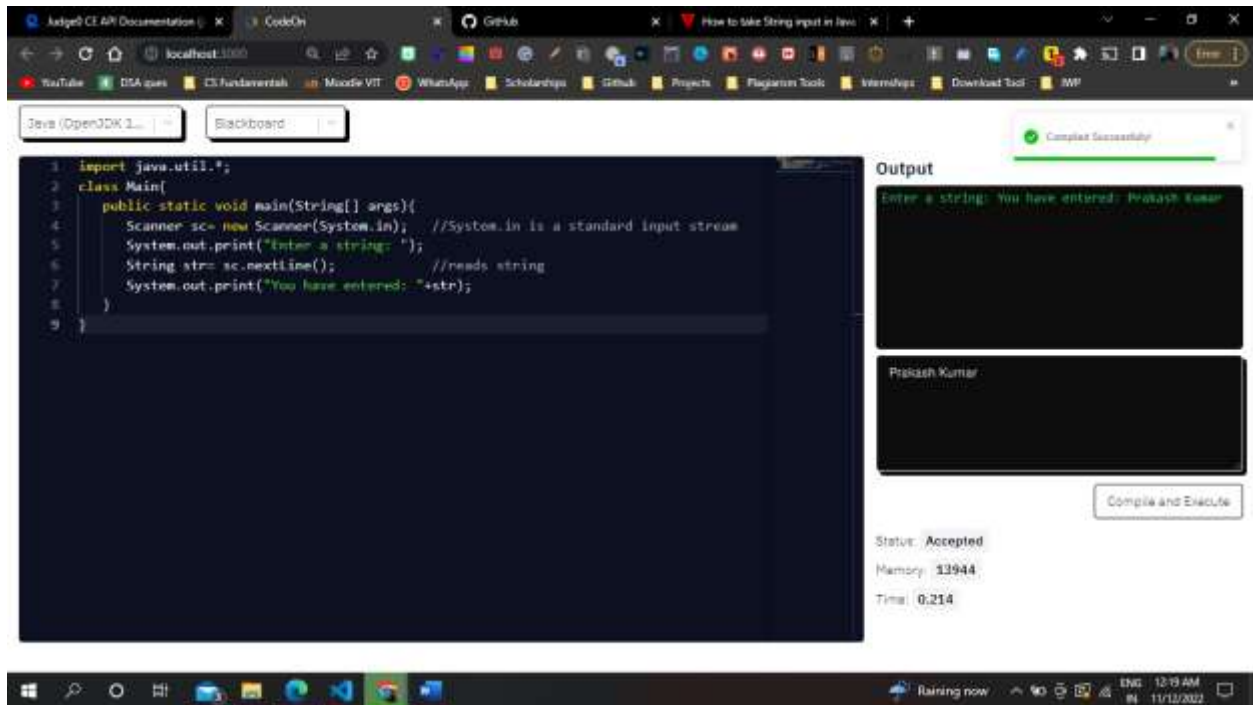 Judge0 CE API Documentation
CodeOn
GitHub
How to take String input in Java
localhost:3000
Error
YouTube
DSA ques
CS Fundamentals
Moodle VIT
WhatsApp
Scholarships
Github
Projects
Plagiarism Tools
Internships
Download Tool
IWP
Java (OpenJDK 1...
Blackboard
Compiled Successfully!
1 import java.util.*;
2 class Main{
3 public static void main(String[] args){
4 Scanner sc= new Scanner(System.in); //System.in is a standard input stream
5 System.out.print("Enter a string: ");
6 String str= sc.nextLine(); //reads string
7 System.out.print("You have entered: "+str);
8 }
9 }
Output
Enter a string: You have entered: Prakash Kumar
Prakash Kumar
Compile and Execute
Status: Accepted
Memory: 13944
Time: 0.214
Raining now
ENG
IN
12:19 AM
11/12/2022